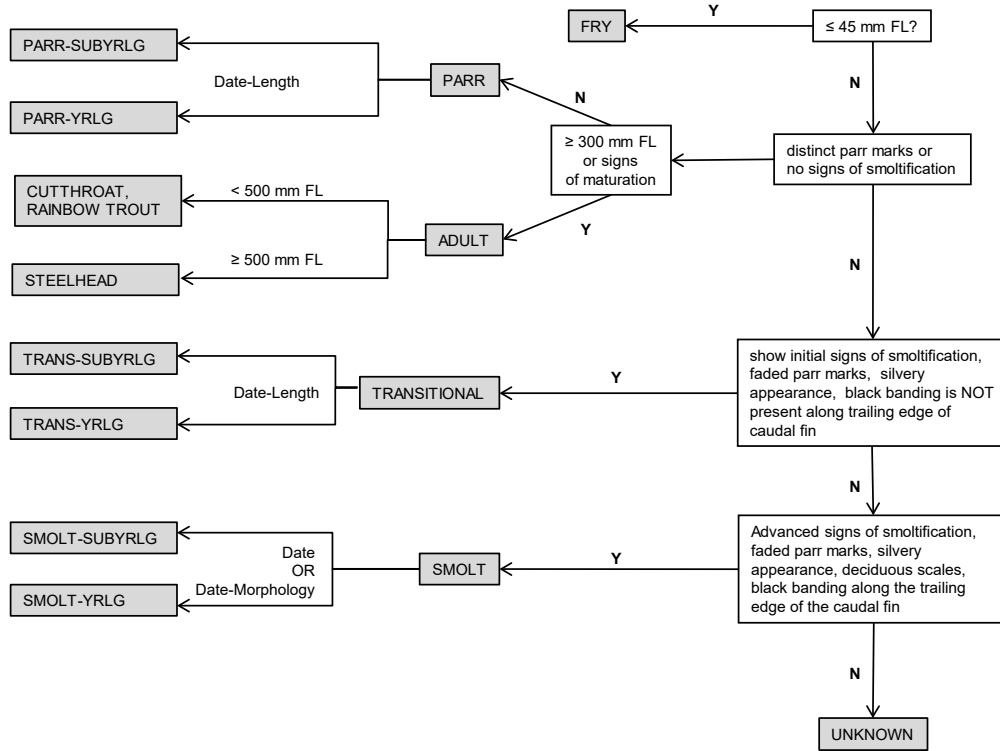 Y
FRY
≤ 45 mm FL?
PARR-SUBYRLG
Date-Length
PARR
PARR-YRLG
N
N
≥ 300 mm FL
or signs
of maturation
distinct parr marks or
no signs of smoltification
CUTTHROAT,
RAINBOW TROUT
< 500 mm FL
ADULT
Y
≥ 500 mm FL
STEELHEAD
N
TRANS-SUBYRLG
Date-Length
TRANSITIONAL
TRANS-YRLG
Y
show initial signs of smoltification,
faded parr marks, silvery
appearance, black banding is NOT
present along trailing edge of
caudal fin
N
SMOLT-SUBYRLG
Date
OR
Date-Morphology
SMOLT-YRLG
SMOLT
Y
Advanced signs of smoltification,
faded parr marks, silvery
appearance, deciduous scales,
black banding along the trailing
edge of the caudal fin
N
UNKNOWN